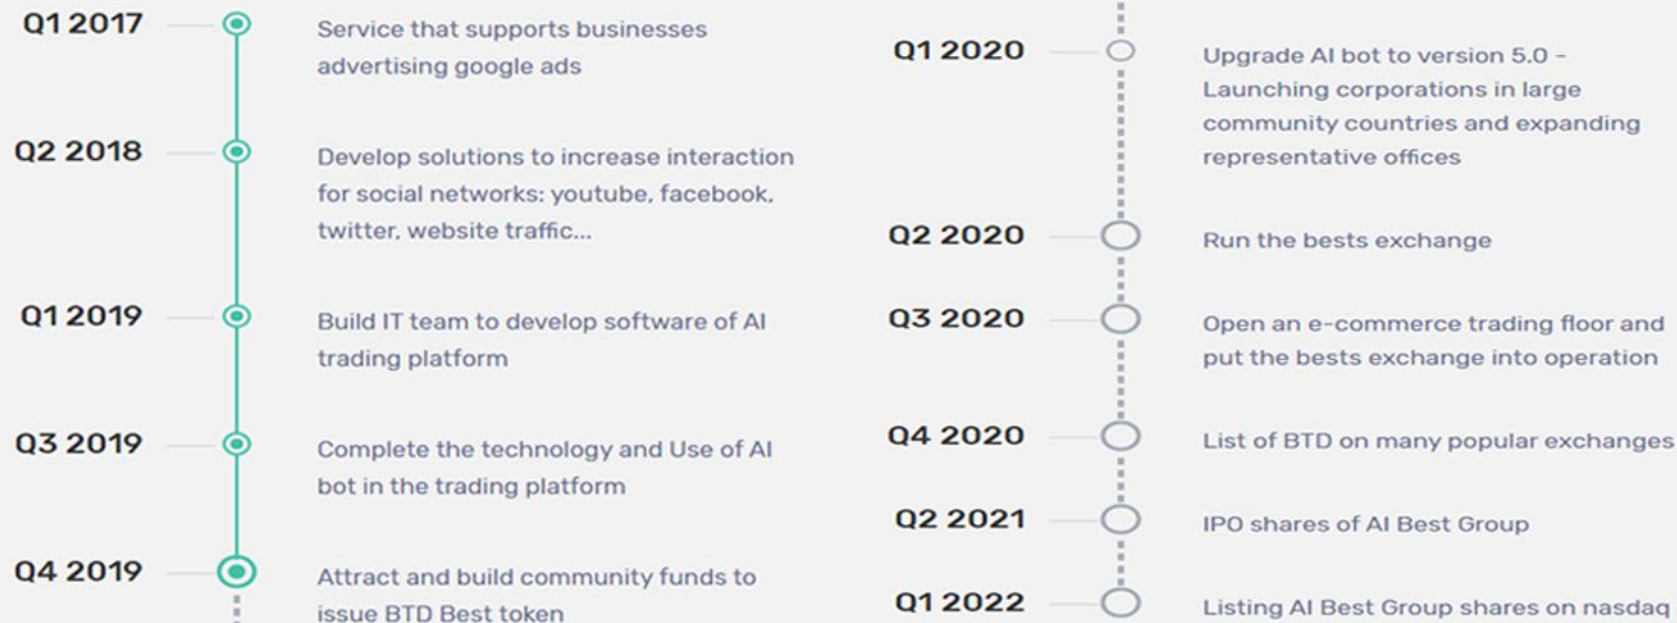 Q1 2017
Service that supports businesses
advertising google ads
Q2 2018
Develop solutions to increase interaction
for social networks: youtube, facebook,
twitter, website traffic...
Q1 2019
Build IT team to develop software of AI
trading platform
Q3 2019
Complete the technology and Use of AI
bot in the trading platform
Q4 2019
Attract and build community funds to
issue BTD Best token
Q1 2020
Upgrade AI bot to version 5.0 -
Launching corporations in large
community countries and expanding
representative offices
Q2 2020
Run the bests exchange
Q3 2020
Open an e-commerce trading floor and
put the bests exchange into operation
Q4 2020
List of BTD on many popular exchanges
Q2 2021
IPO shares of AI Best Group
Q1 2022
Listing AI Best Group shares on nasdaq